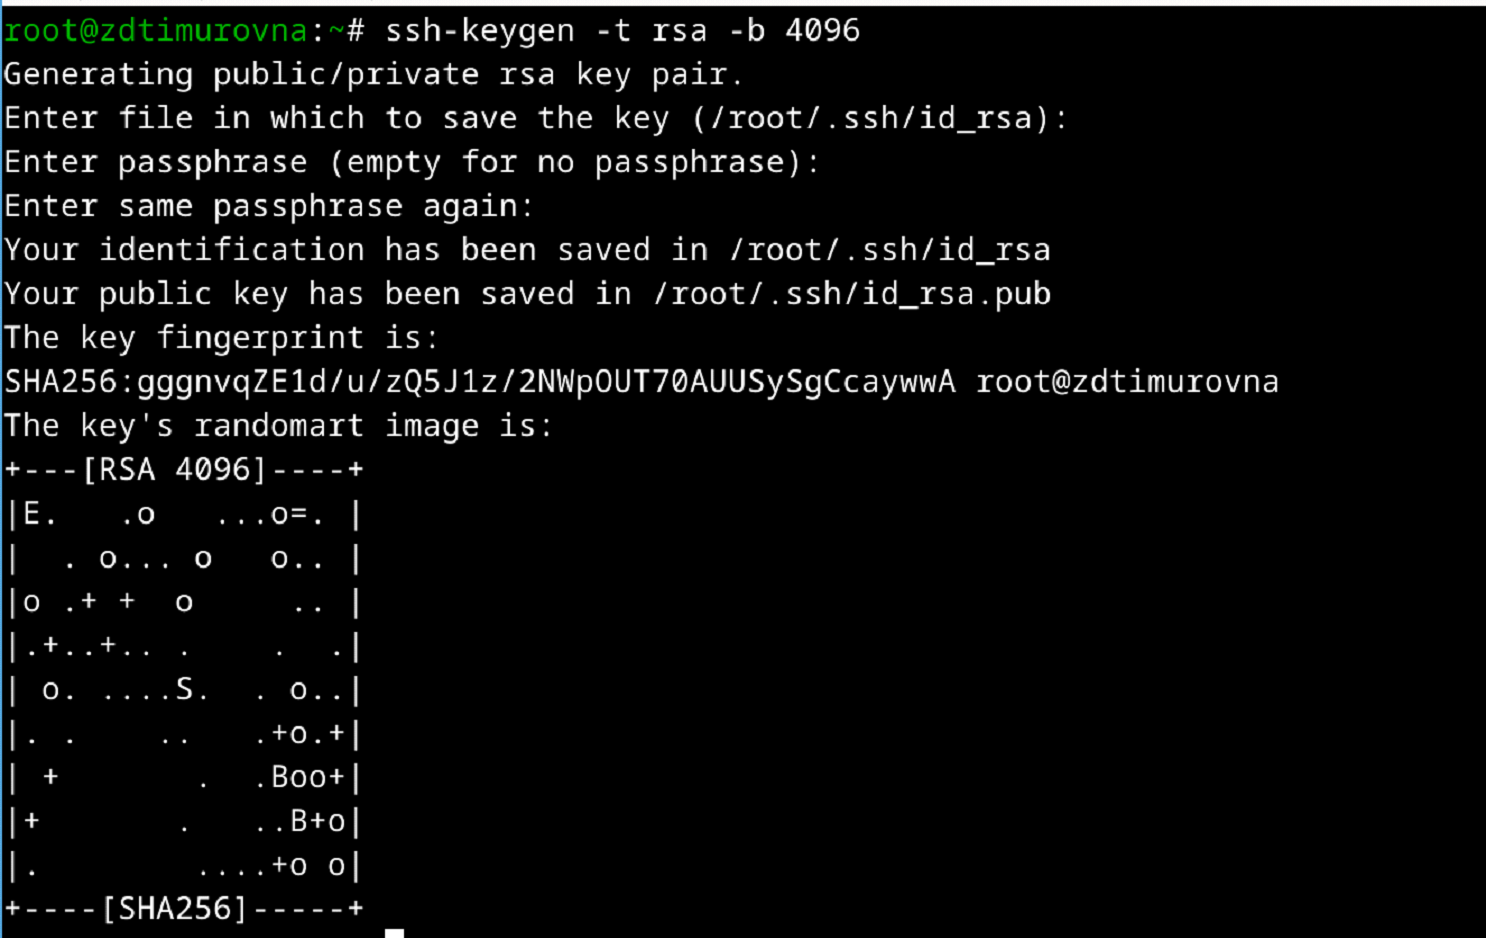 root@zdtimurovna:~# ssh-keygen -t rsa -b 4096
Generating public/private rsa key pair.
Enter file in which to save the key (/root/.ssh/id_rsa):
Enter passphrase (empty for no passphrase):
Enter same passphrase again:
Your identification has been saved in /root/.ssh/id_rsa
Your public key has been saved in /root/.ssh/id_rsa.pub
The key fingerprint is:
SHA256:gggnvqZE1d/u/zQ5J1z/2NWpOUT70AUUSySgCcaywwA root@zdtimurovna
The key's randomart image is:
+---[RSA 4096]----+
|E.   .o   ...o=. |
|  . o... o   o.. |
|o .+ +  o     .. |
|.+..+.. .    .  .|
| o. ....S.  . o..|
|. .    ..   .+o.+|
| +       .  .Boo+|
|+       .   ..B+o|
|.        ....+o o|
+----[SHA256]-----+